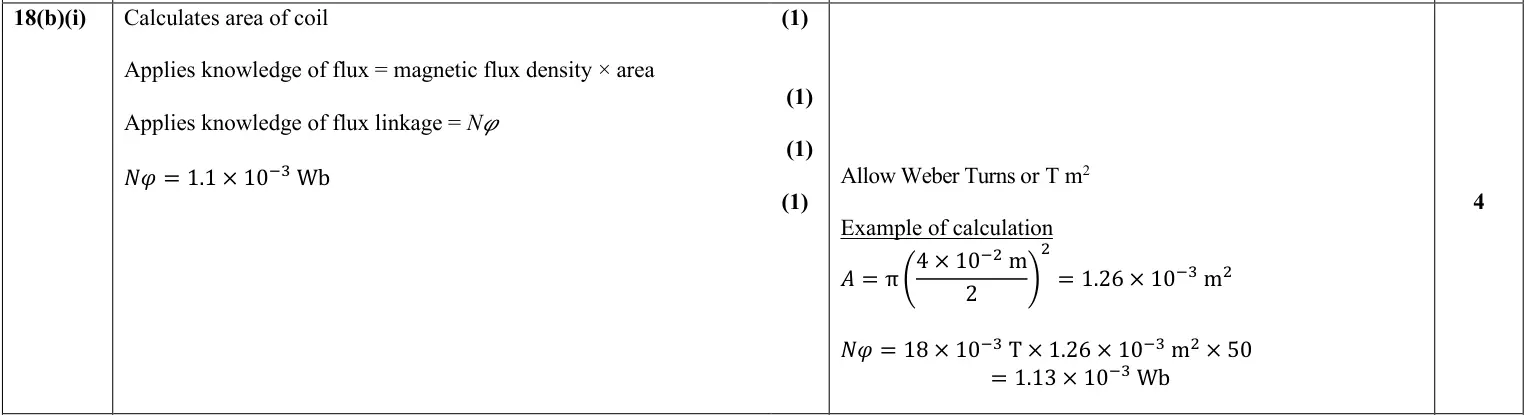 18(b)(i) Calculates area of coil (1)
Applies knowledge of flux = magnetic flux density × area
(1)
Applies knowledge of flux linkage = Nφ
(1)
Nφ = 1.1 × 10⁻³ Wb
(1)
Allow Weber Turns or T m²
4
Example of calculation
A = π(4 × 10⁻² m / 2)² = 1.26 × 10⁻³ m²
Nφ = 18 × 10⁻³ T × 1.26 × 10⁻³ m² × 50
= 1.13 × 10⁻³ Wb